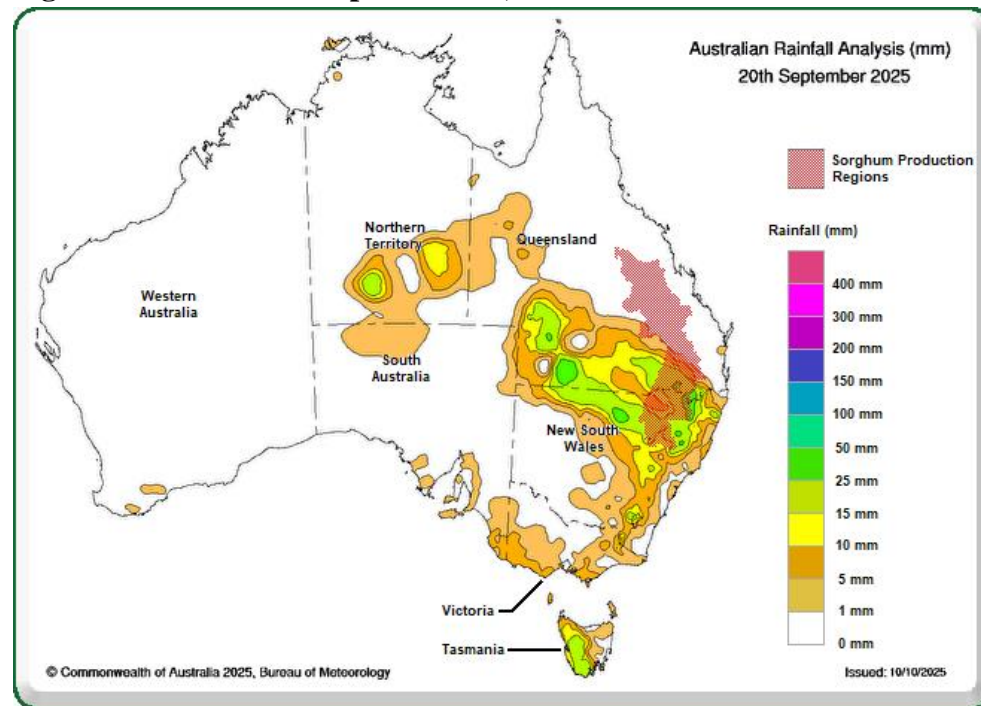 Australian Rainfall Analysis (mm)
20th September 2025
Sorghum Production
Regions
Northern
Territory
Queensland
Rainfall (mm)
Western
Australia
400 mm
300 mm
South
Australia
200 mm
150 mm
100 mm
New South
Wales
50 mm
25 mm
15 mm
10 mm
5 mm
Victoria
1 mm
Tasmania
0 mm
© Commonwealth of Australia 2025, Bureau of Meteorology
Issued: 10/10/2025